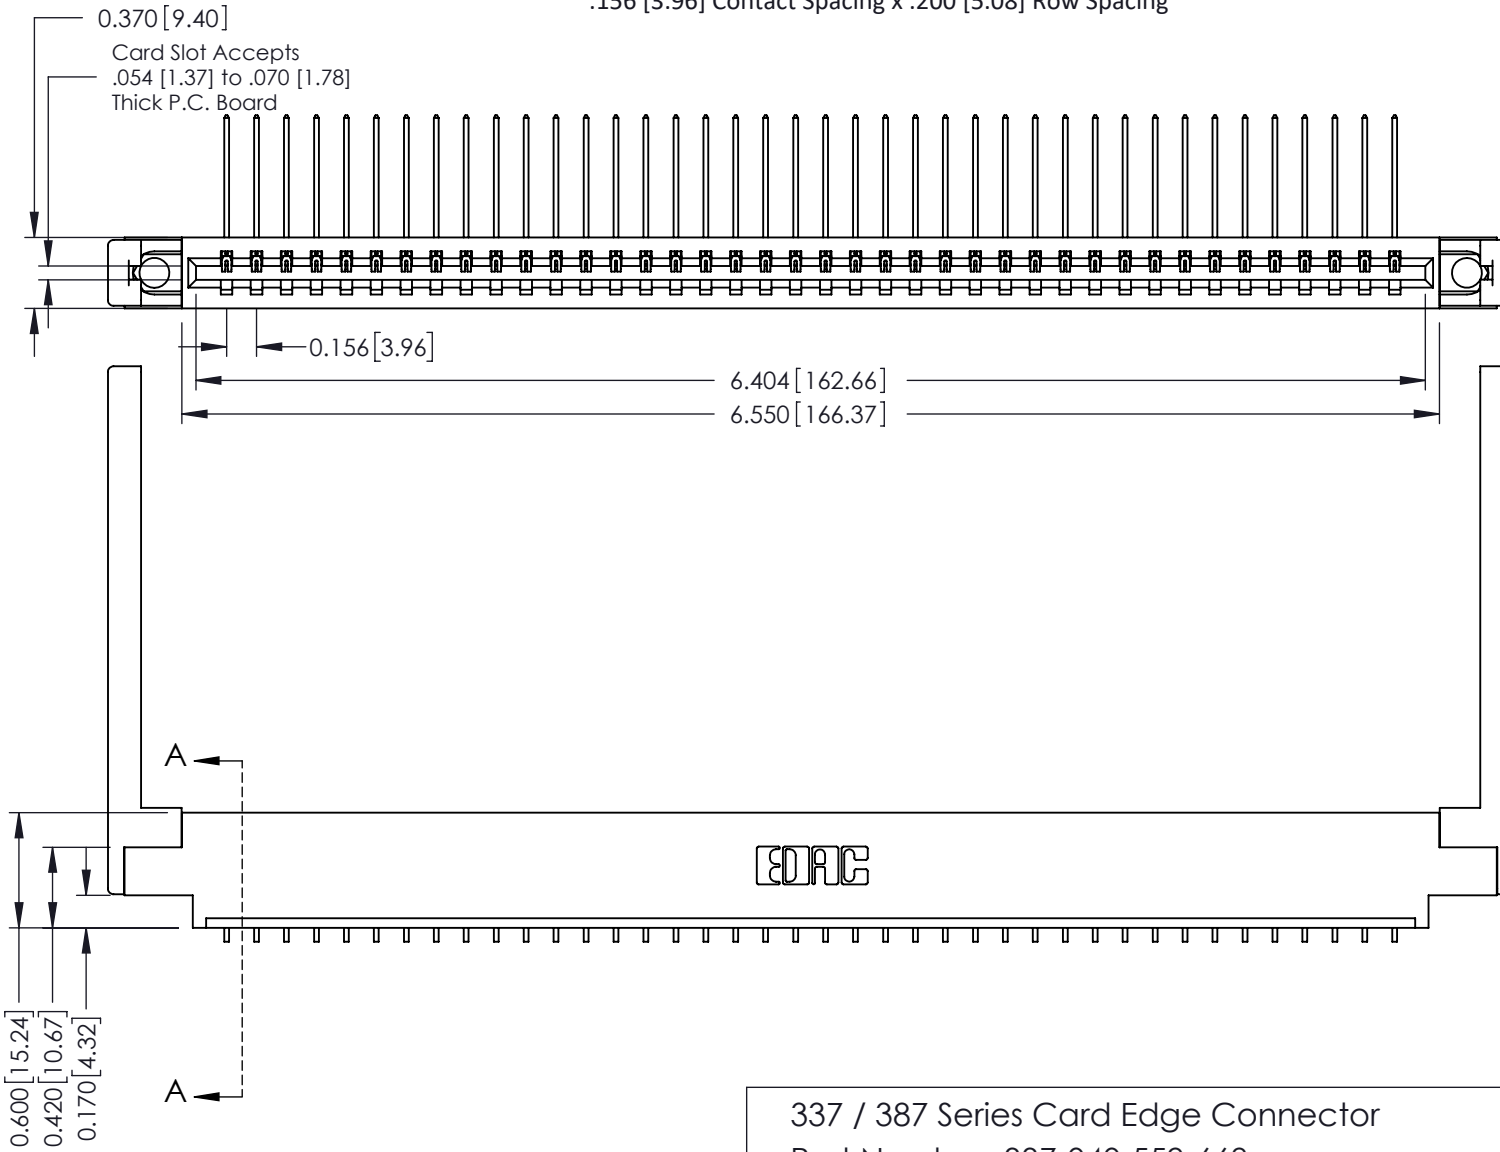 .156 [3.96] Contact Spacing x .200 [5.08] Row Spacing
0.370 [9.40]
Card Slot Accepts
.054 [1.37] to .070 [1.78]
Thick P.C. Board
0.156 [3.96]
6.404 [162.66]
6.550 [166.37]
A
EDAC
0.600 [15.24]
0.420 [10.67]
0.170 [4.32]
A
337 / 387 Series Card Edge Connector